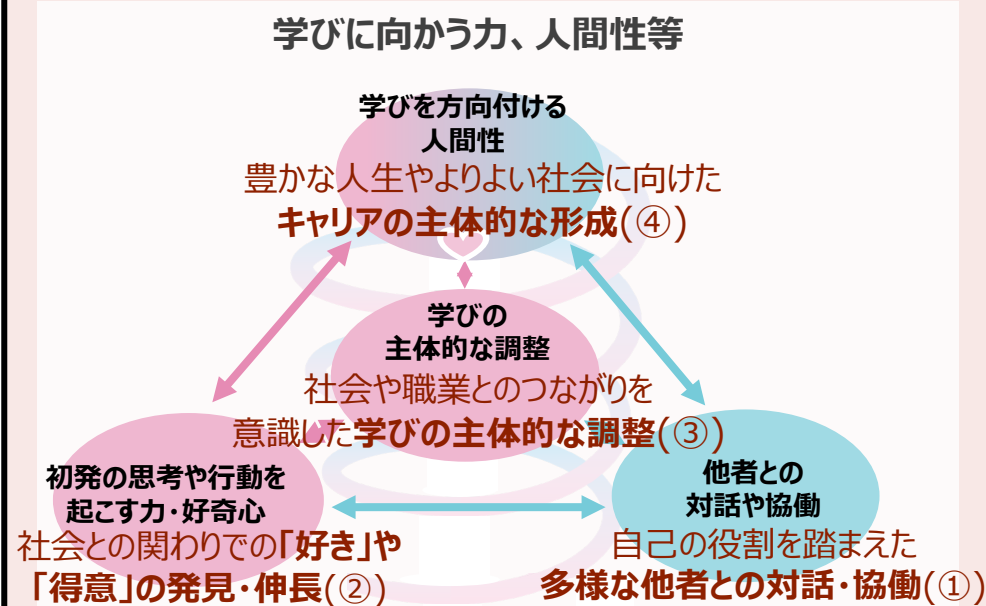 学びに向かう力、人間性等
学びを方向付ける
人間性
豊かな人生やよりよい社会に向けた
キャリアの主体的な形成(④)
学びの
主体的な調整
社会や職業とのつながりを
意識した学びの主体的な調整(③)
初発の思考や行動を
起こす力・好奇心
社会との関わりでの「好き」や
「得意」の発見・伸長(②)
他者との
対話や協働
自己の役割を踏まえた
多様な他者との対話・協働(①)